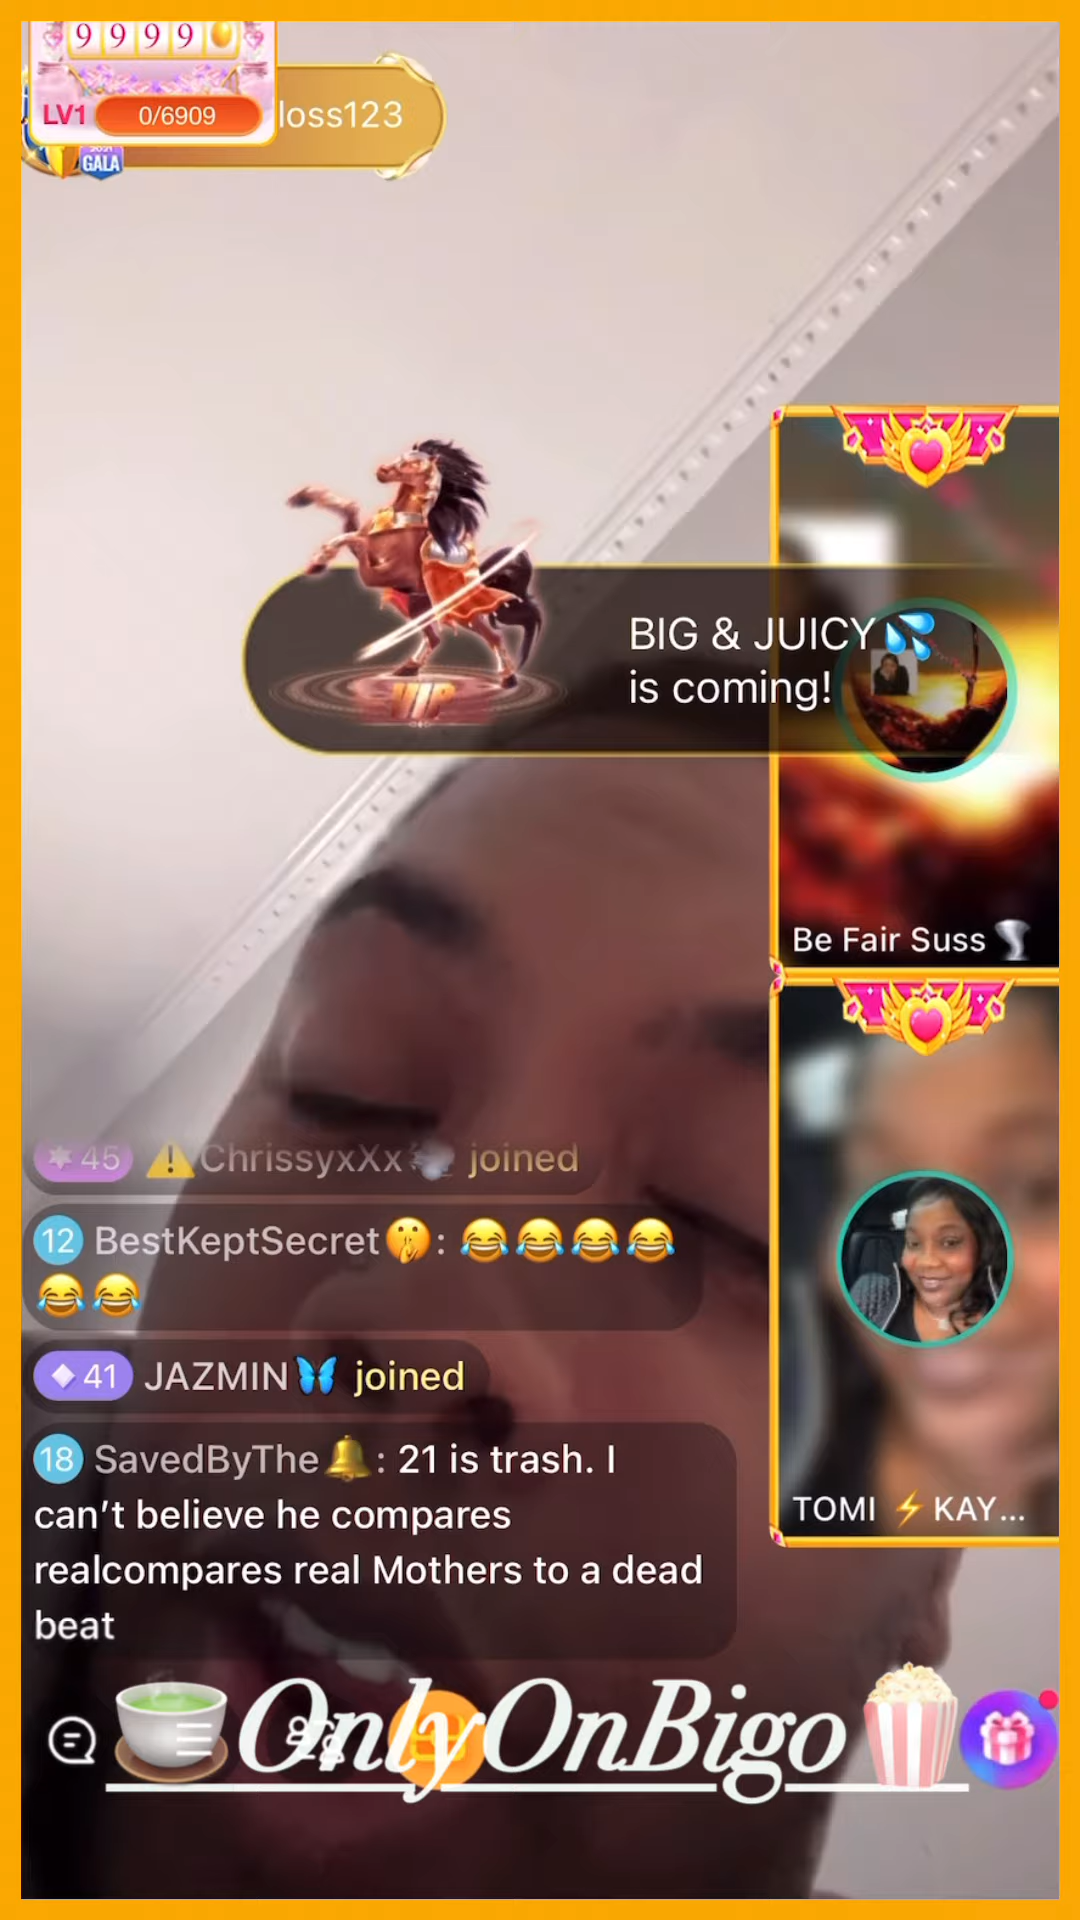 9 9 9 9
LV1 0/6909
loss123
2021
GALA
VIP
BIG & JUICY💦
is coming!
Be Fair Suss🌪
45 ⚠️ChrissyxXx joined
12 BestKeptSecret🤫: 😂😂😂😂
😂😂
41 JAZMIN🦋 joined
18 SavedByThe🔔: 21 is trash. I
can’t believe he compares
realcompares real Mothers to a dead
beat
TOMI ⚡KAY...
🍵OnlyOnBigo🍿